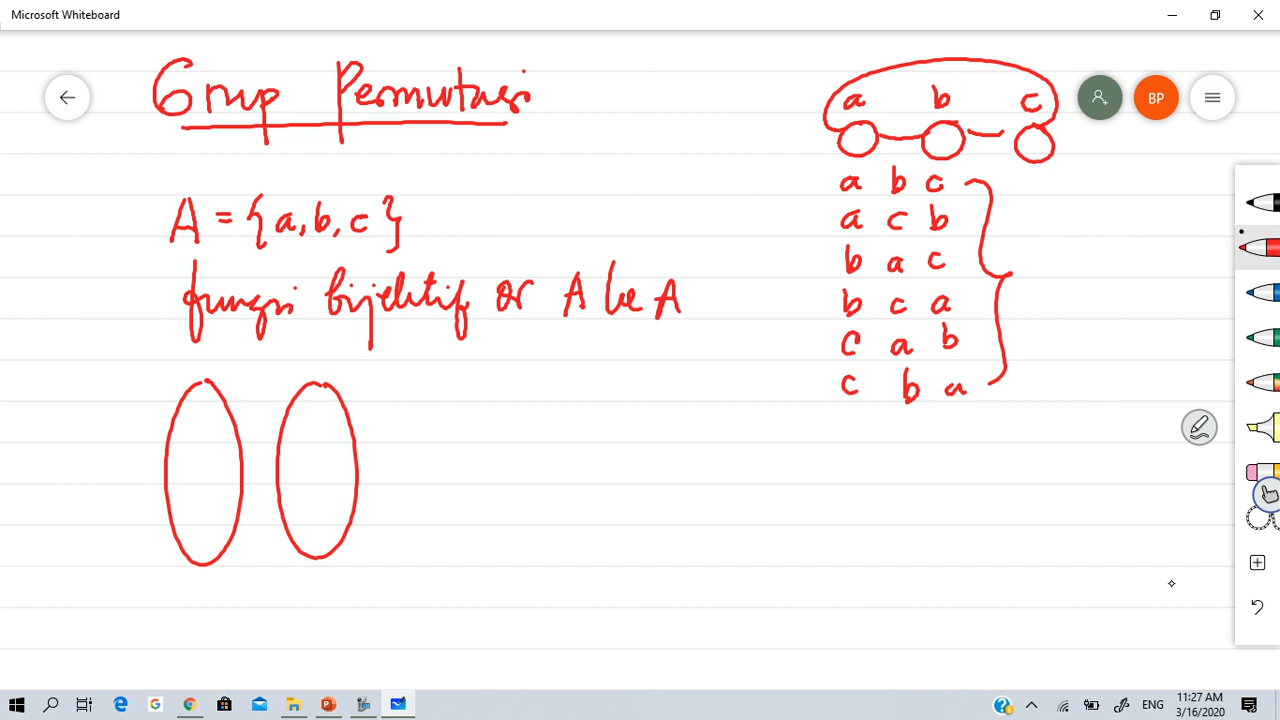 Microsoft Whiteboard
Grup Permutasi
A = {a, b, c}
fungsi bijektif dr A ke A
a b c
a b c
a c b
b a c
b c a
c a b
c b a
BP
ENG
11:27 AM
3/16/2020